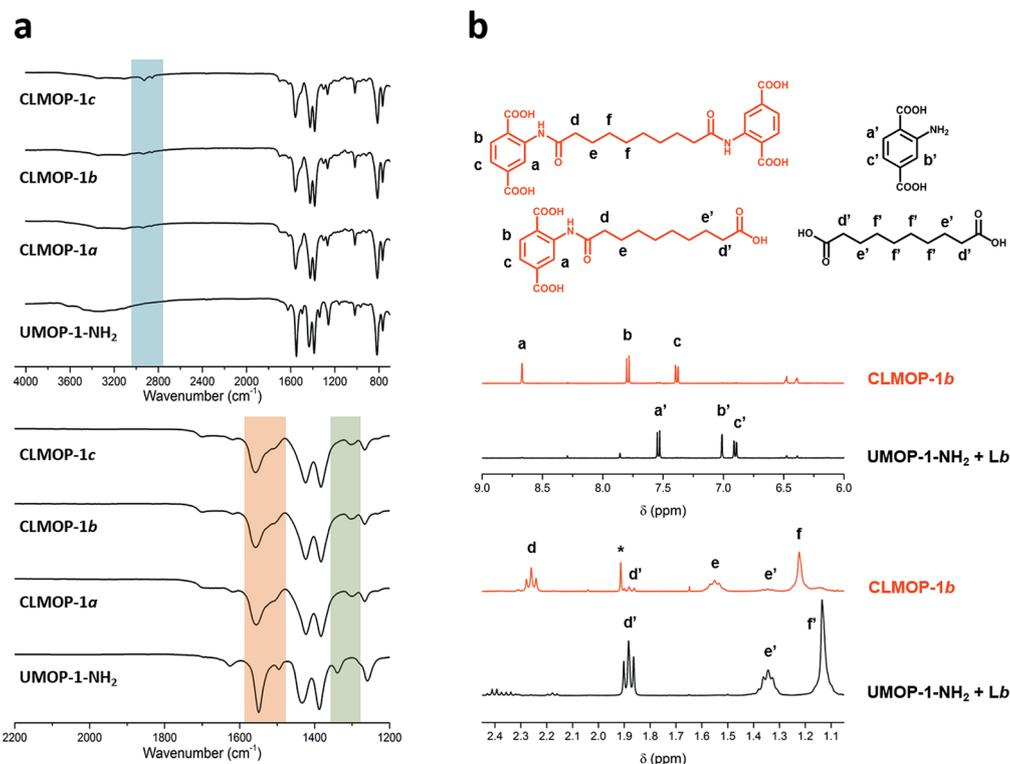 a
CLMOP-1c
CLMOP-1b
CLMOP-1a
UMOP-1-NH2
4000 3600 3200 2800 2400 2000 1600 1200 800
Wavenumber (cm-1)
CLMOP-1c
CLMOP-1b
CLMOP-1a
UMOP-1-NH2
2200 2000 1800 1600 1400 1200
Wavenumber (cm-1)
b
COOH
COOH
b
c
a
COOH
H
N
O
d
e
f
f
O
N
H
COOH
COOH
a'
c'
NH2
b'
COOH
COOH
b
c
a
COOH
H
N
O
d
e
e'
d'
O
OH
HO
O
d'
e'
f'
f'
f'
f'
e'
d'
O
OH
a
b
c
CLMOP-1b
a'
b'
c'
UMOP-1-NH2 + Lb
9.0 8.5 8.0 7.5 7.0 6.5 6.0
δ (ppm)
d
*
d'
e
e'
f
CLMOP-1b
d'
e'
f'
UMOP-1-NH2 + Lb
2.4 2.3 2.2 2.1 2.0 1.9 1.8 1.7 1.6 1.5 1.4 1.3 1.2 1.1
δ (ppm)